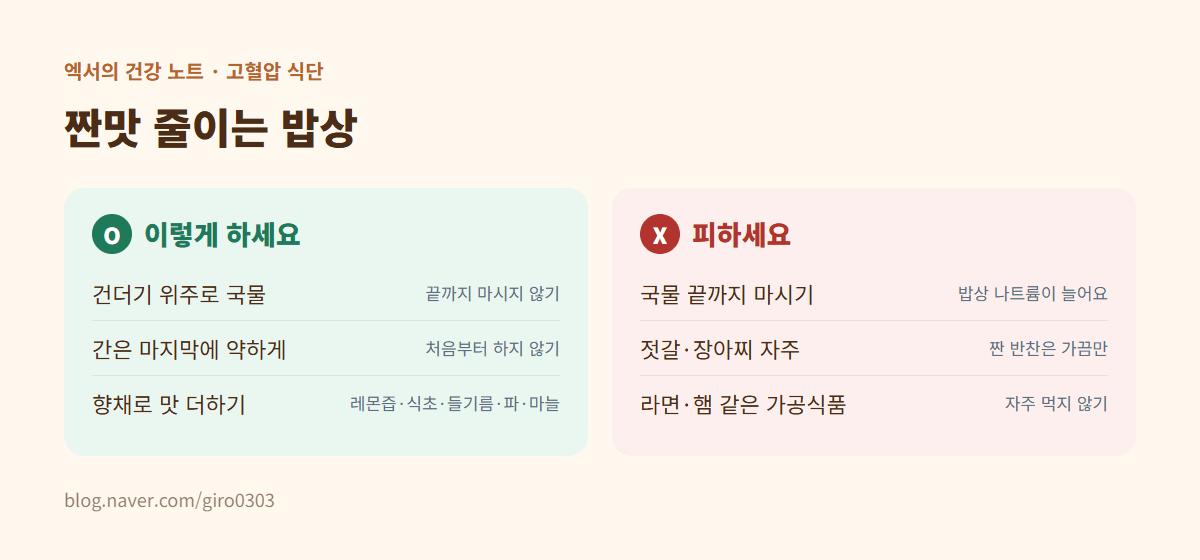 엑서의 건강 노트 · 고혈압 식단
짠맛 줄이는 밥상
O 이렇게 하세요
건더기 위주로 국물 끝까지 마시지 않기
간은 마지막에 약하게 처음부터 하지 않기
향채로 맛 더하기 레몬즙·식초·들기름·파·마늘
X 피하세요
국물 끝까지 마시기 밥상 나트륨이 늘어요
젓갈·장아찌 자주 짠 반찬은 가끔만
라면·햄 같은 가공식품 자주 먹지 않기
blog.naver.com/giro0303